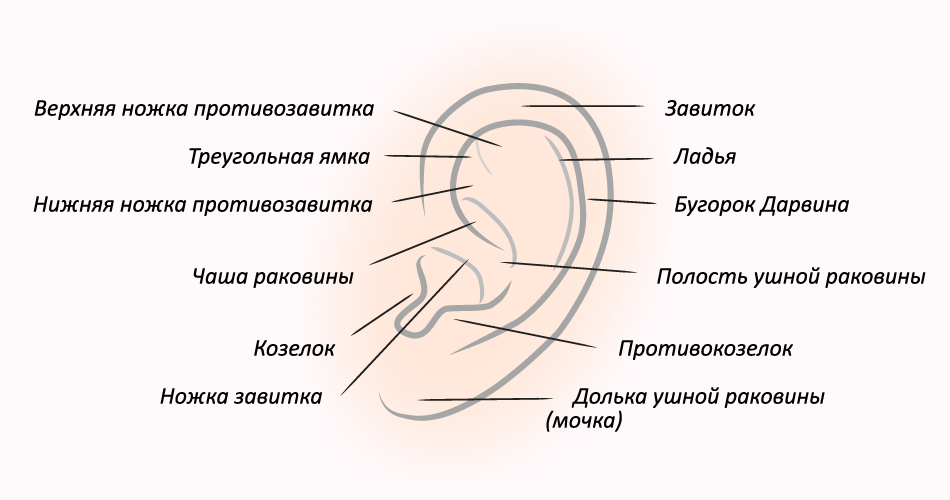 Верхняя ножка противозавитка
Завиток
Треугольная ямка
Ладья
Нижняя ножка противозавитка
Бугорок Дарвина
Чаша раковины
Полость ушной раковины
Козелок
Противокозелок
Ножка завитка
Долька ушной раковины
(мочка)